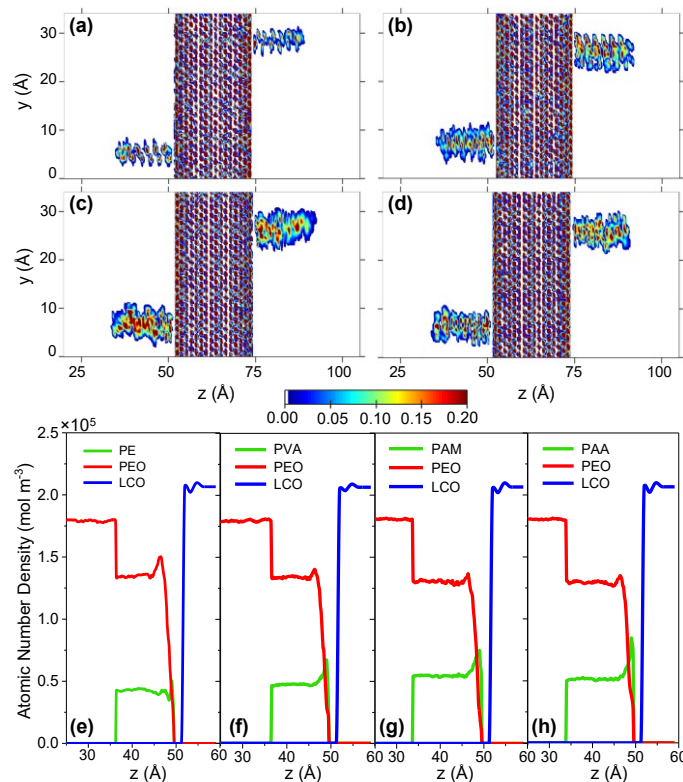 (a) (b)
30
20
10
0
y (Å)
(c) (d)
30
20
10
0
y (Å)
25 50 75 100 25 50 75 100
z (Å) z (Å)
0.00 0.05 0.10 0.15 0.20
×10⁵
2.5
2.0
1.5
1.0
0.5
0.0
Atomic Number Density (mol m⁻³)
PE
PEO
LCO
(e)
PVA
PEO
LCO
(f)
PAM
PEO
LCO
(g)
PAA
PEO
LCO
(h)
30 40 50 60 30 40 50 60 30 40 50 60 30 40 50 60
z (Å) z (Å) z (Å) z (Å)